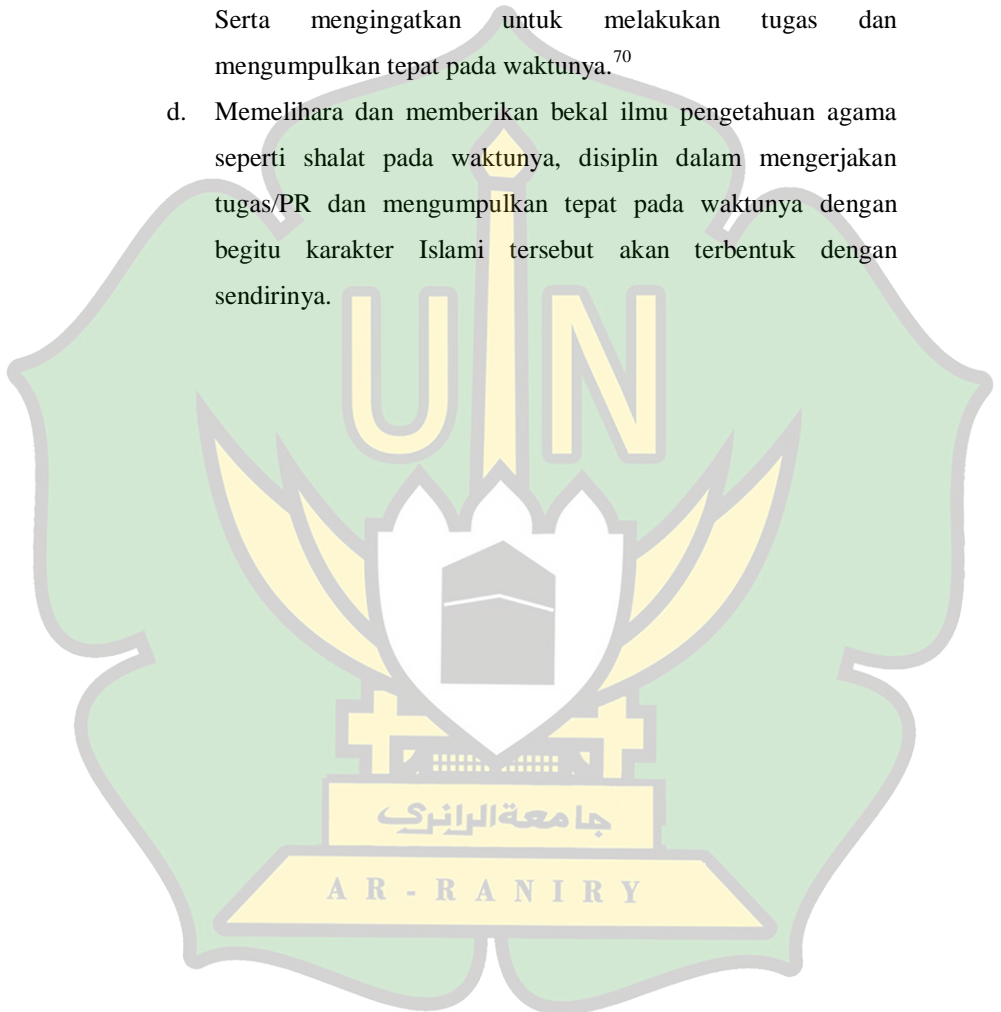 Serta mengingatkan untuk melakukan tugas dan
mengumpulkan tepat pada waktunya.70
d. Memelihara dan memberikan bekal ilmu pengetahuan agama
seperti shalat pada waktunya, disiplin dalam mengerjakan
tugas/PR dan mengumpulkan tepat pada waktunya dengan
begitu karakter Islami tersebut akan terbentuk dengan
sendirinya.
UIN
جامعة الرانري
AR-RANIRY